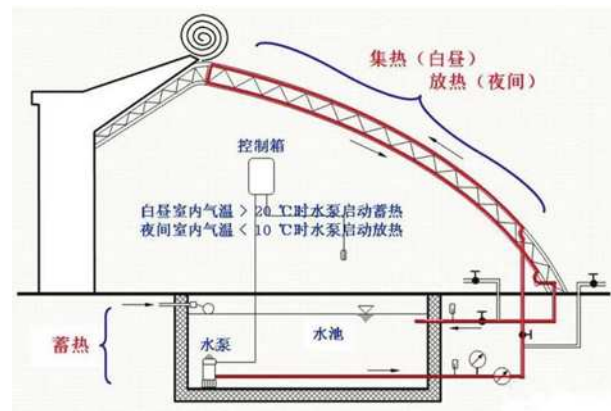 集热（白昼）
放热（夜间）
控制箱
白昼室内气温 > 20 ℃时水泵启动蓄热
夜间室内气温 < 10 ℃时水泵启动放热
蓄热
水泵
水池